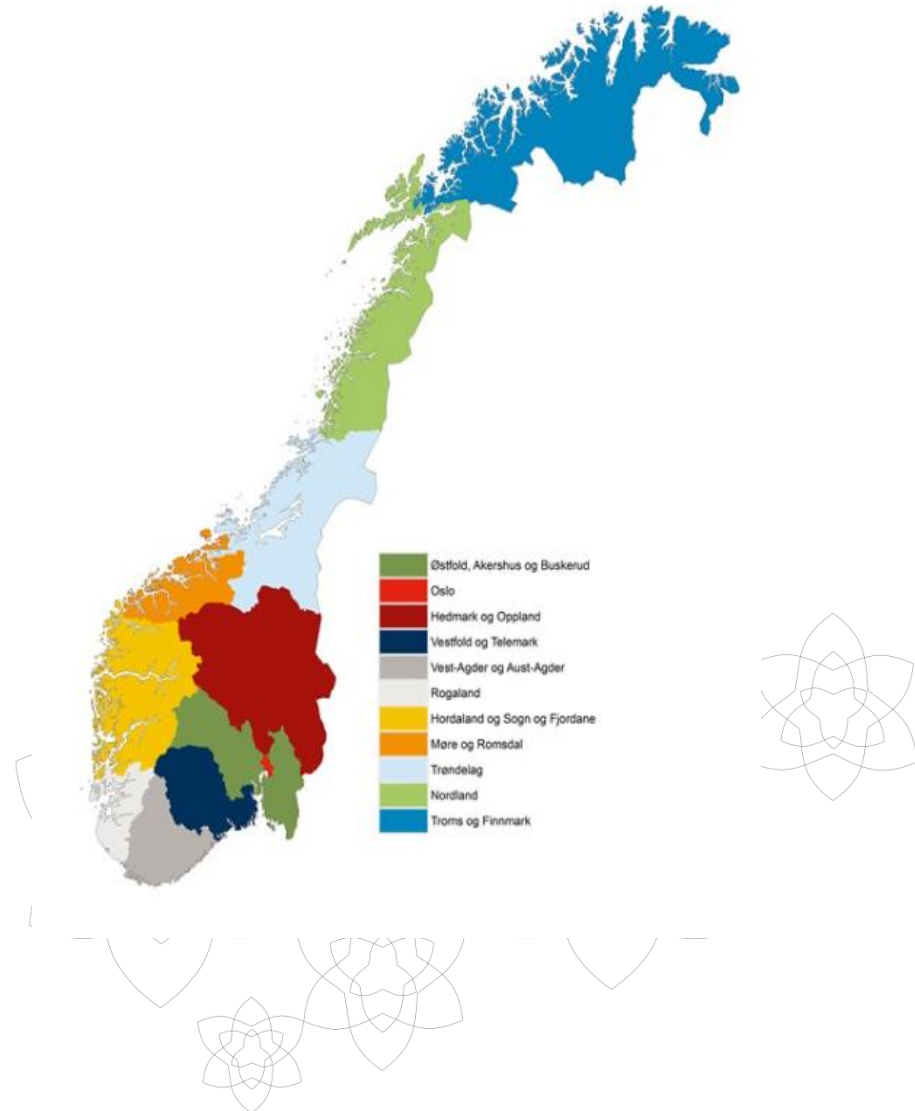 Østfold, Akershus og Buskerud
Oslo
Hedmark og Oppland
Vestfold og Telemark
Vest-Agder og Aust-Agder
Rogaland
Hordaland og Sogn og Fjordane
Møre og Romsdal
Trøndelag
Nordland
Troms og Finnmark